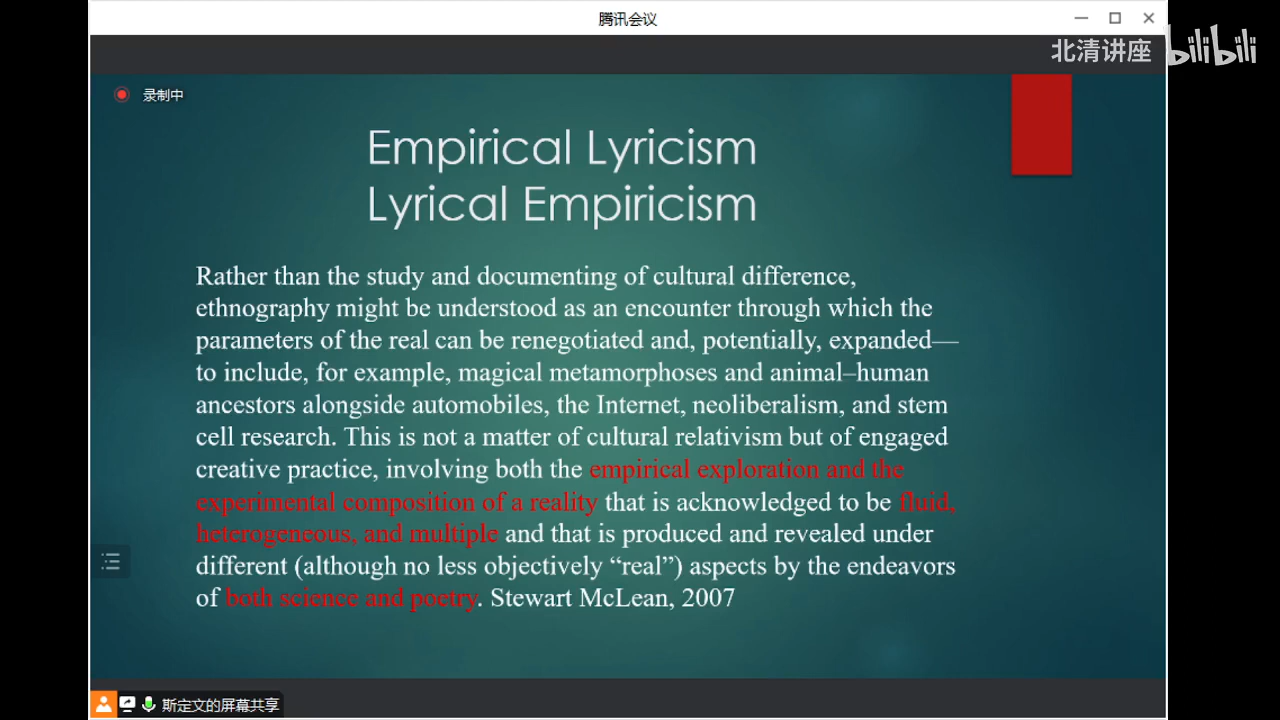 腾讯会议
北清讲座 bilibili
录制中
Empirical Lyricism
Lyrical Empiricism
Rather than the study and documenting of cultural difference,
ethnography might be understood as an encounter through which the
parameters of the real can be renegotiated and, potentially, expanded—
to include, for example, magical metamorphoses and animal–human
ancestors alongside automobiles, the Internet, neoliberalism, and stem
cell research. This is not a matter of cultural relativism but of engaged
creative practice, involving both the empirical exploration and the
experimental composition of a reality that is acknowledged to be fluid,
heterogeneous, and multiple and that is produced and revealed under
different (although no less objectively “real”) aspects by the endeavors
of both science and poetry. Stewart McLean, 2007
斯定文的屏幕共享